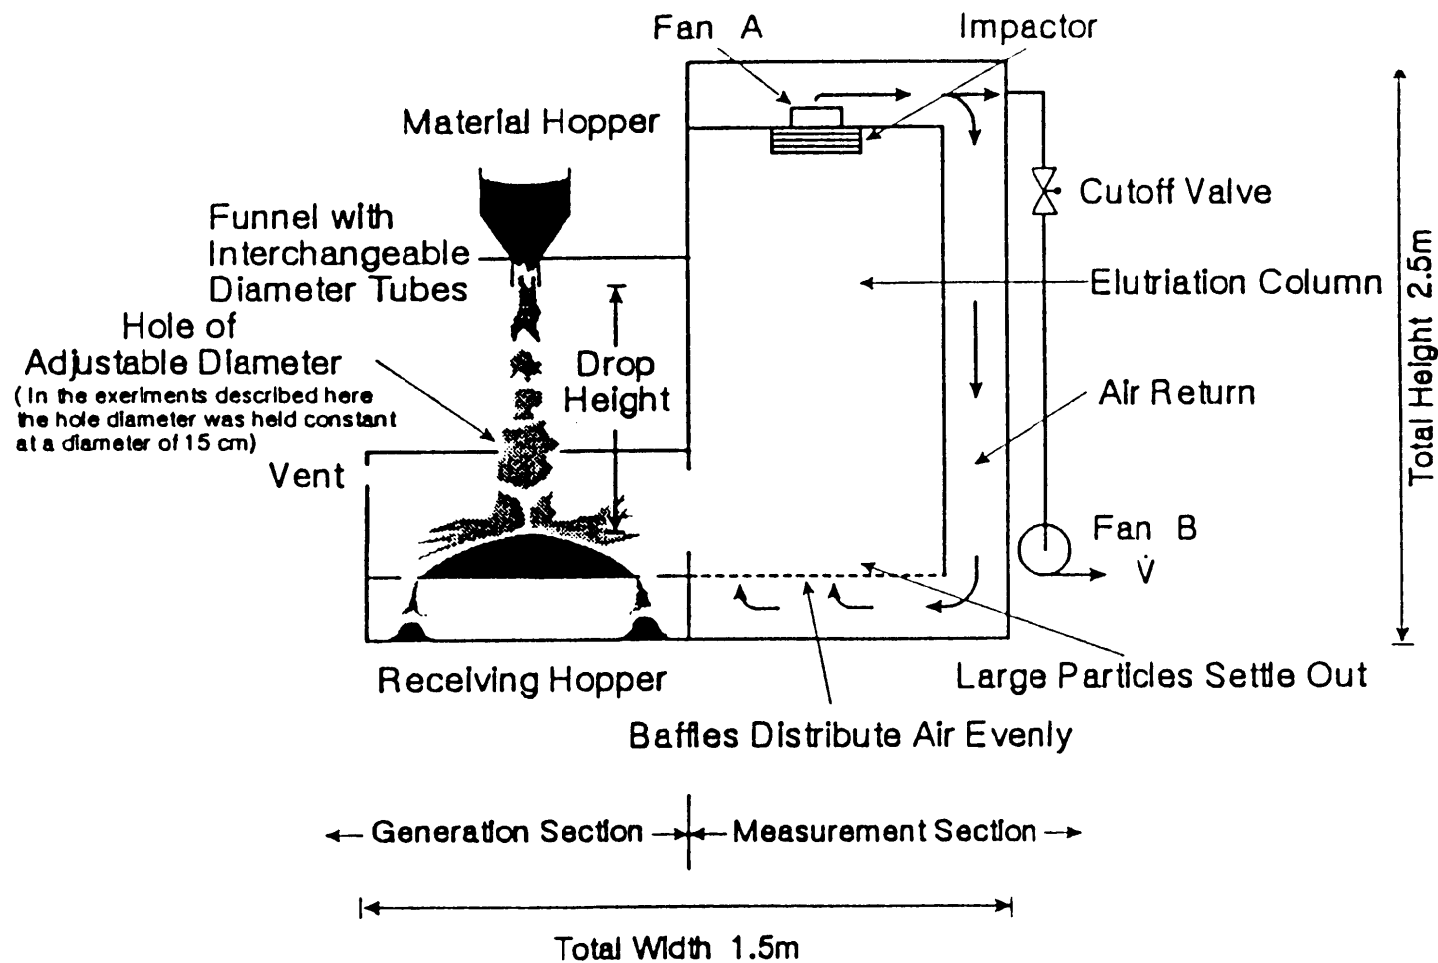 Fan A
Impactor
Material Hopper
Funnel with
Interchangeable
Diameter Tubes
Cutoff Valve
Elutriation Column
Total Height 2.5m
Hole of
Adjustable Diameter
( In the exeriments described here
the hole diameter was held constant
at a diameter of 15 cm)
Drop
Height
Air Return
Vent
Fan B
V̇
Receiving Hopper
Large Particles Settle Out
Baffles Distribute Air Evenly
Generation Section
Measurement Section
Total Width 1.5m